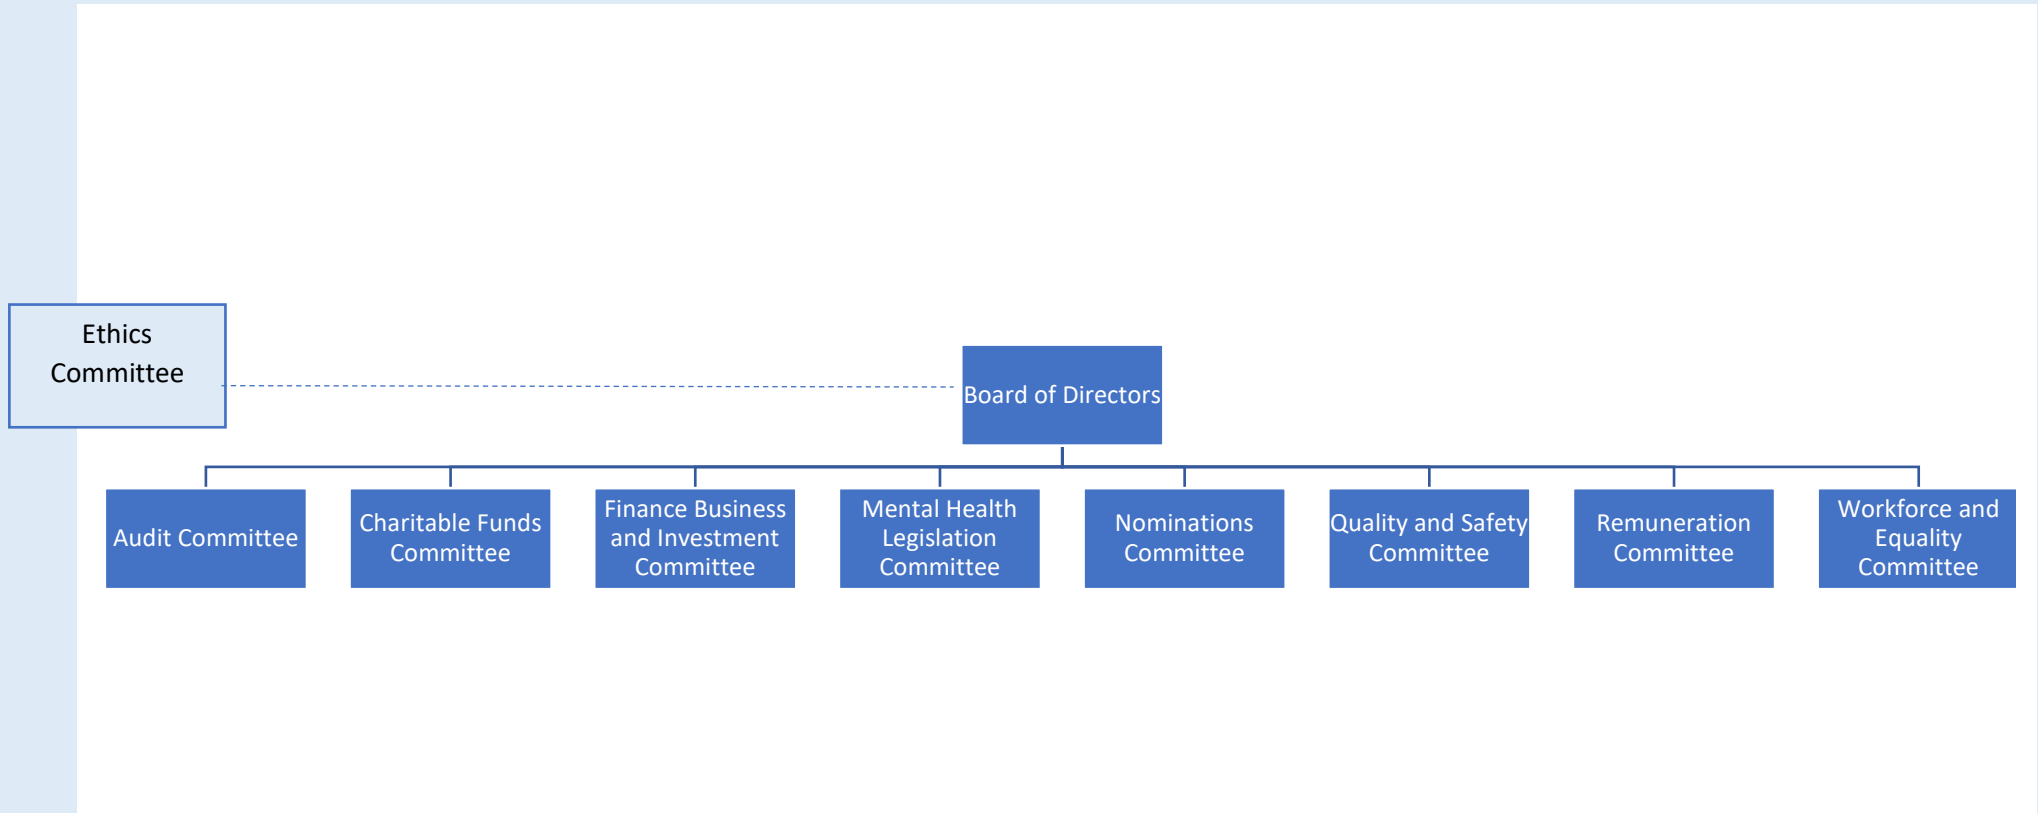 Ethics
Committee
Board of Directors
Audit Committee
Charitable Funds
Committee
Finance Business
and Investment
Committee
Mental Health
Legislation
Committee
Nominations
Committee
Quality and Safety
Committee
Remuneration
Committee
Workforce and
Equality
Committee